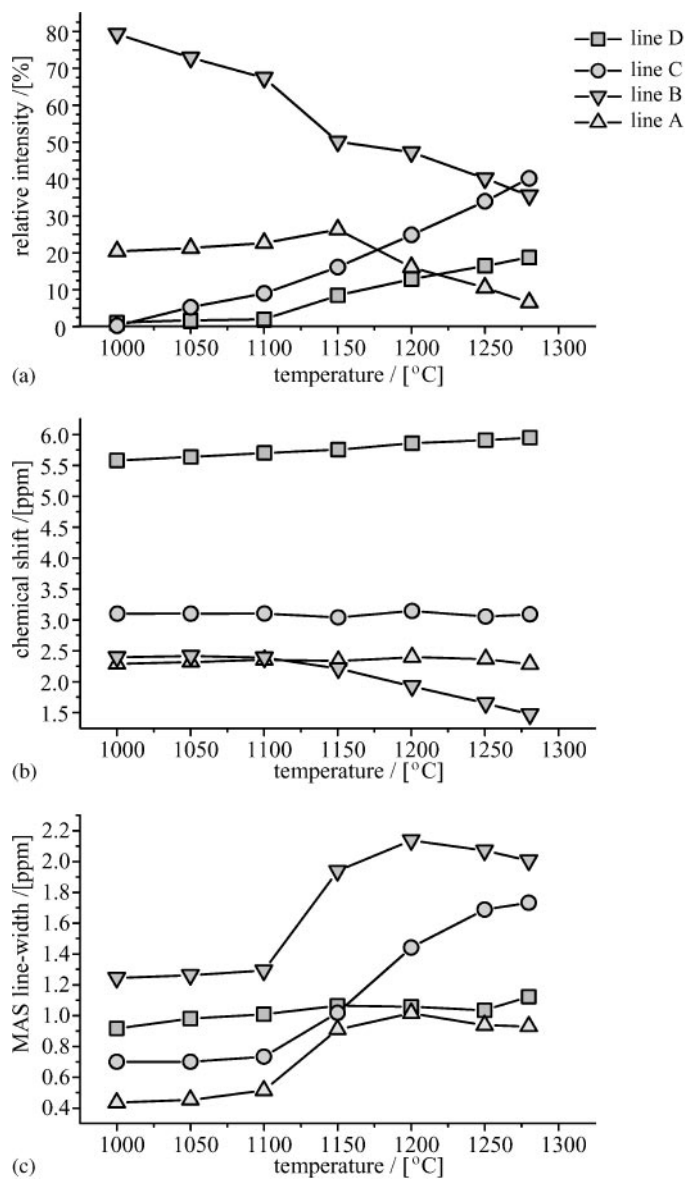 80
70
60
50
40
30
20
10
0
relative intensity /[%]
line D
line C
line B
line A
1000 1050 1100 1150 1200 1250 1300
(a)
temperature / [°C]
6.0
5.5
5.0
4.5
4.0
3.5
3.0
2.5
2.0
1.5
chemical shift /[ppm]
1000 1050 1100 1150 1200 1250 1300
(b)
temperature / [°C]
2.2
2.0
1.8
1.6
1.4
1.2
1.0
0.8
0.6
0.4
MAS line-width /[ppm]
1000 1050 1100 1150 1200 1250 1300
(c)
temperature / [°C]